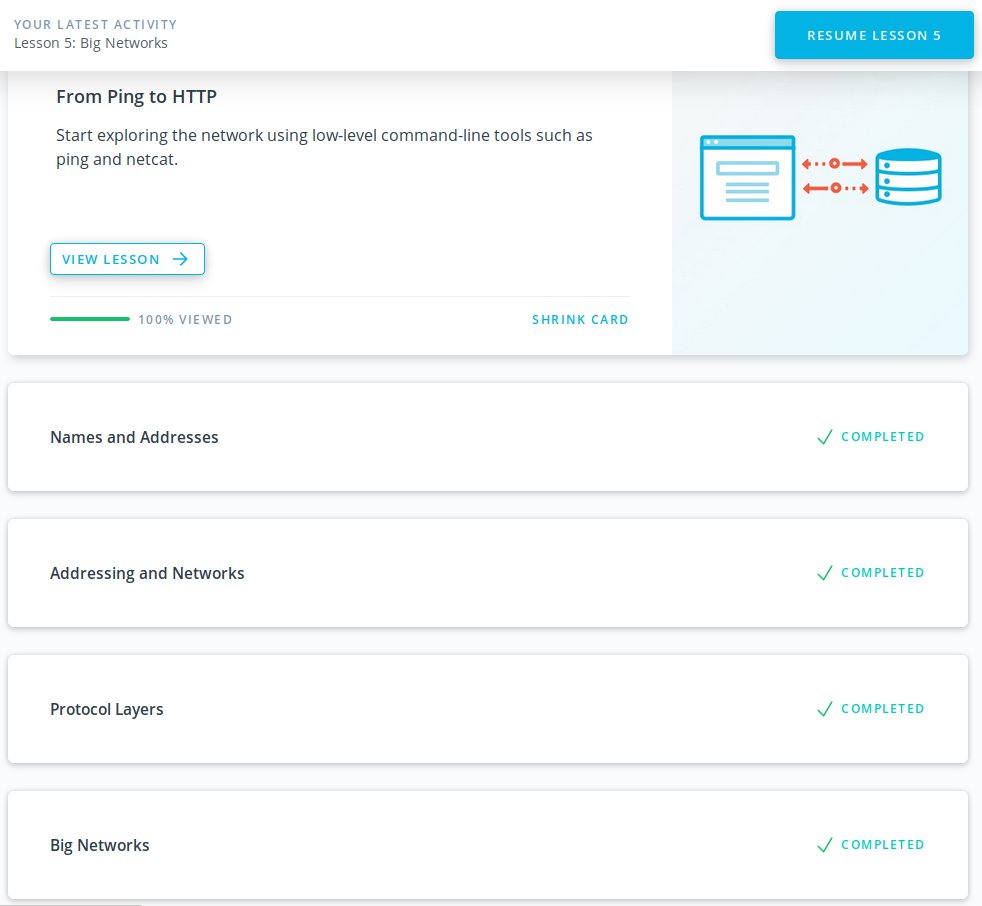 YOUR LATEST ACTIVITY
Lesson 5: Big Networks
RESUME LESSON 5
From Ping to HTTP
Start exploring the network using low-level command-line tools such as
ping and netcat.
VIEW LESSON
100% VIEWED
SHRINK CARD
Names and Addresses
COMPLETED
Addressing and Networks
COMPLETED
Protocol Layers
COMPLETED
Big Networks
COMPLETED